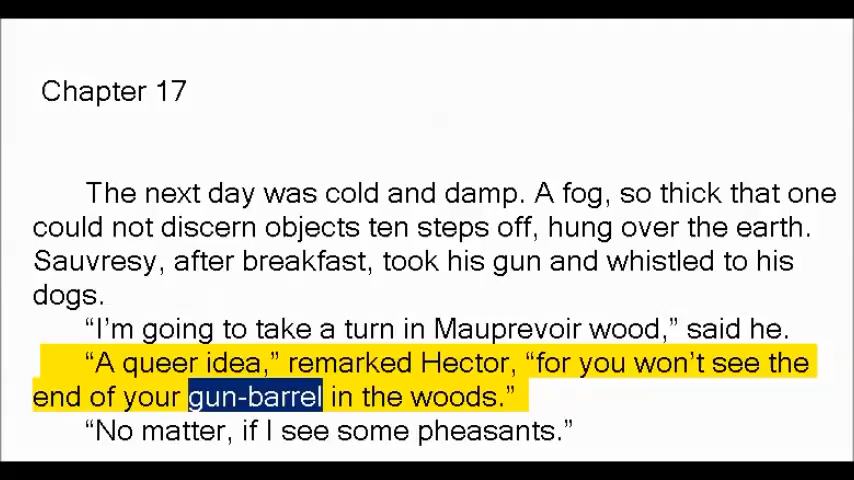 Chapter 17
The next day was cold and damp. A fog, so thick that one
could not discern objects ten steps off, hung over the earth.
Sauvresy, after breakfast, took his gun and whistled to his
dogs.
“I’m going to take a turn in Mauprevoir wood,” said he.
“A queer idea,” remarked Hector, “for you won’t see the
end of your gun-barrel in the woods.”
“No matter, if I see some pheasants.”